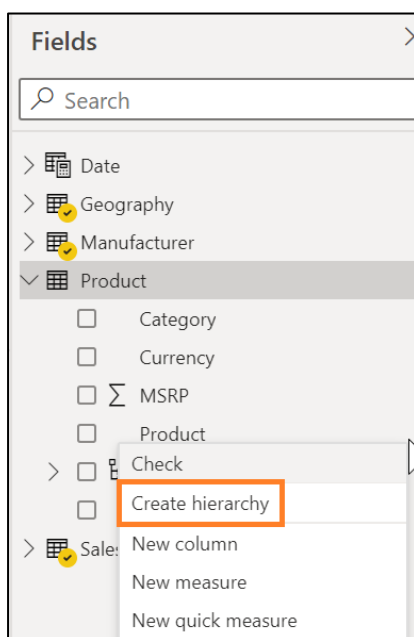 Fields
Search
Date
Geography
Manufacturer
Product
Category
Currency
MSRP
Product
Check
Create hierarchy
Sales
New column
New measure
New quick measure